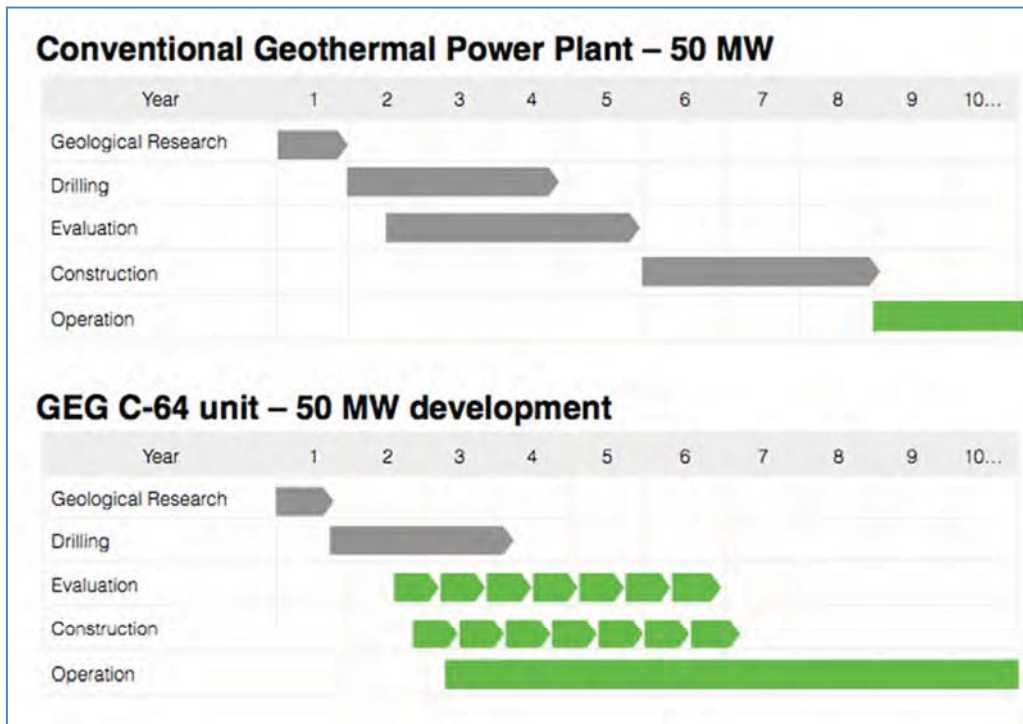 Conventional Geothermal Power Plant – 50 MW
Year 1 2 3 4 5 6 7 8 9 10...
Geological Research
Drilling
Evaluation
Construction
Operation
GEG C-64 unit – 50 MW development
Year 1 2 3 4 5 6 7 8 9 10...
Geological Research
Drilling
Evaluation
Construction
Operation